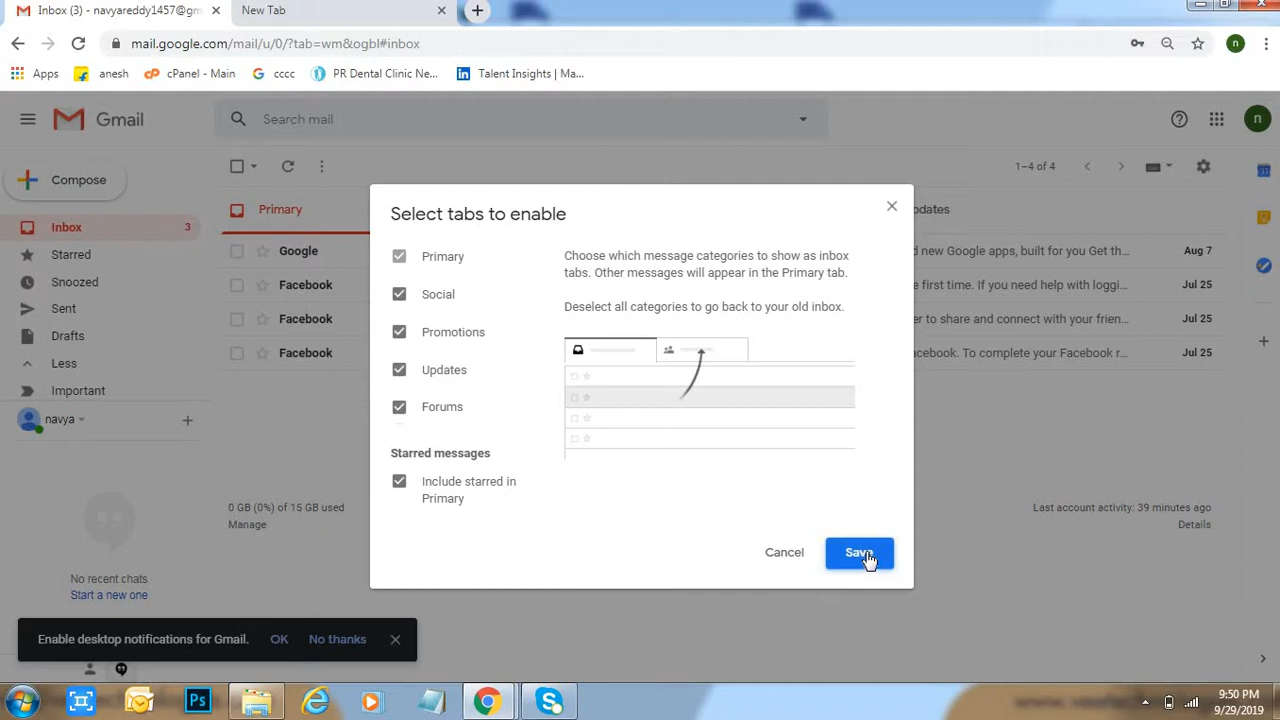 Inbox (3) - navyareddy1457@gm
New Tab
mail.google.com/mail/u/0/?tab=wm&ogbl#inbox
n
Apps
anesh
cPanel - Main
cccc
PR Dental Clinic Ne...
Talent Insights | Ma...
Gmail
Search mail
n
Compose
1–4 of 4
Inbox
3
Starred
Snoozed
Sent
Drafts
Less
Important
navya
Primary
Google
Facebook
Facebook
Facebook
d new Google apps, built for you Get th...
Aug 7
e first time. If you need help with loggi...
Jul 25
er to share and connect with your frien...
Jul 25
acebook. To complete your Facebook r...
Jul 25
Select tabs to enable
Primary
Social
Promotions
Updates
Forums
Starred messages
Include starred in
Primary
Choose which message categories to show as inbox
tabs. Other messages will appear in the Primary tab.
Deselect all categories to go back to your old inbox.
Cancel
Save
0 GB (0%) of 15 GB used
Manage
Last account activity: 39 minutes ago
Details
No recent chats
Start a new one
Enable desktop notifications for Gmail.
OK
No thanks
Ps
9:50 PM
9/29/2019